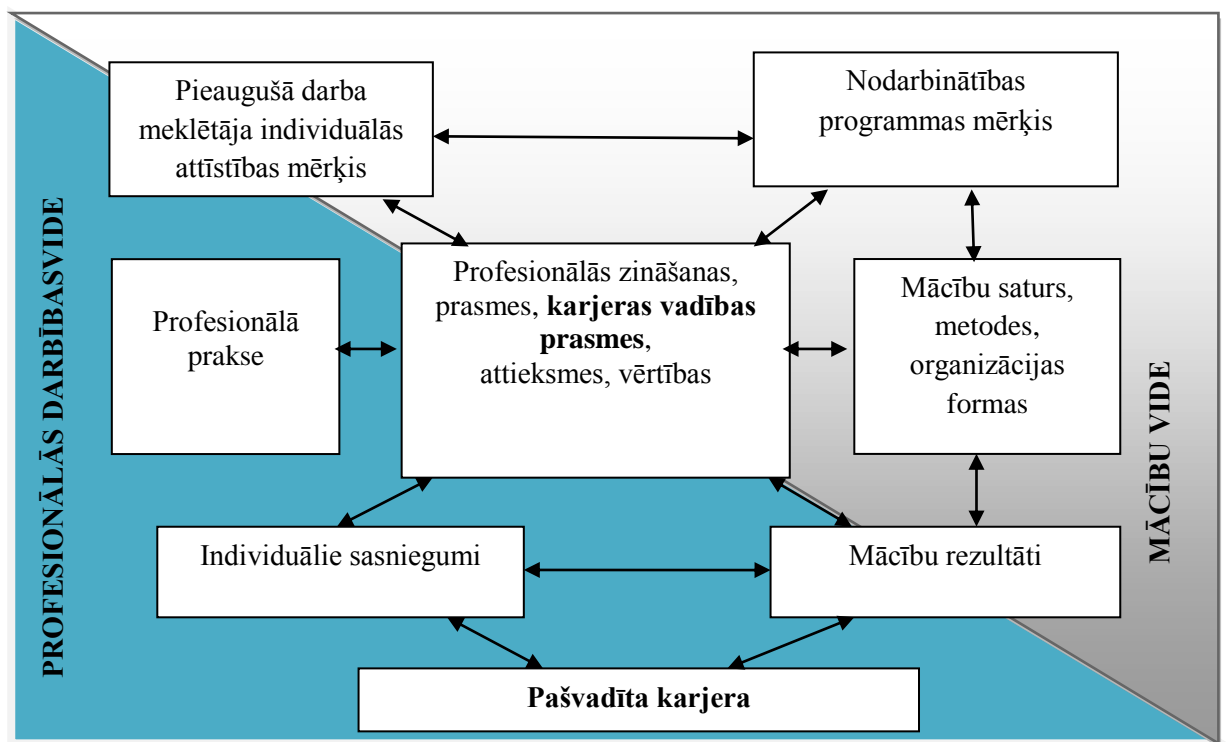 Pieaugušā darba
meklētāja individuālās
attīstības mērķis
Nodarbinātības
programmas mērķis
PROFESIONĀLĀS DARBĪBASVIDE
Profesionālā
prakse
Profesionālās zināšanas,
prasmes, karjeras vadības
prasmes,
attieksmes, vērtības
Mācību saturs,
metodes,
organizācijas
formas
MĀCĪBU VIDE
Individuālie sasniegumi
Mācību rezultāti
Pašvadīta karjera